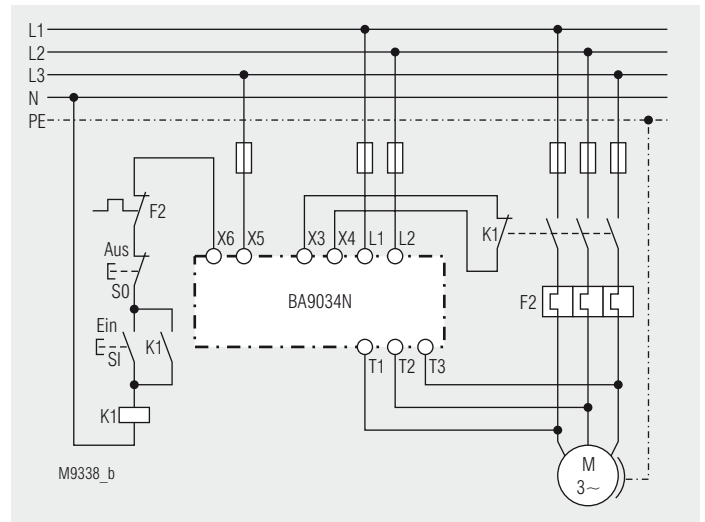 L1
L2
L3
N
PE
F2
X6
X5
X3
X4
L1
L2
K1
Aus
S0
BA9034N
F2
Ein
SI
K1
T1
T2
T3
K1
M9338_b
M
3~